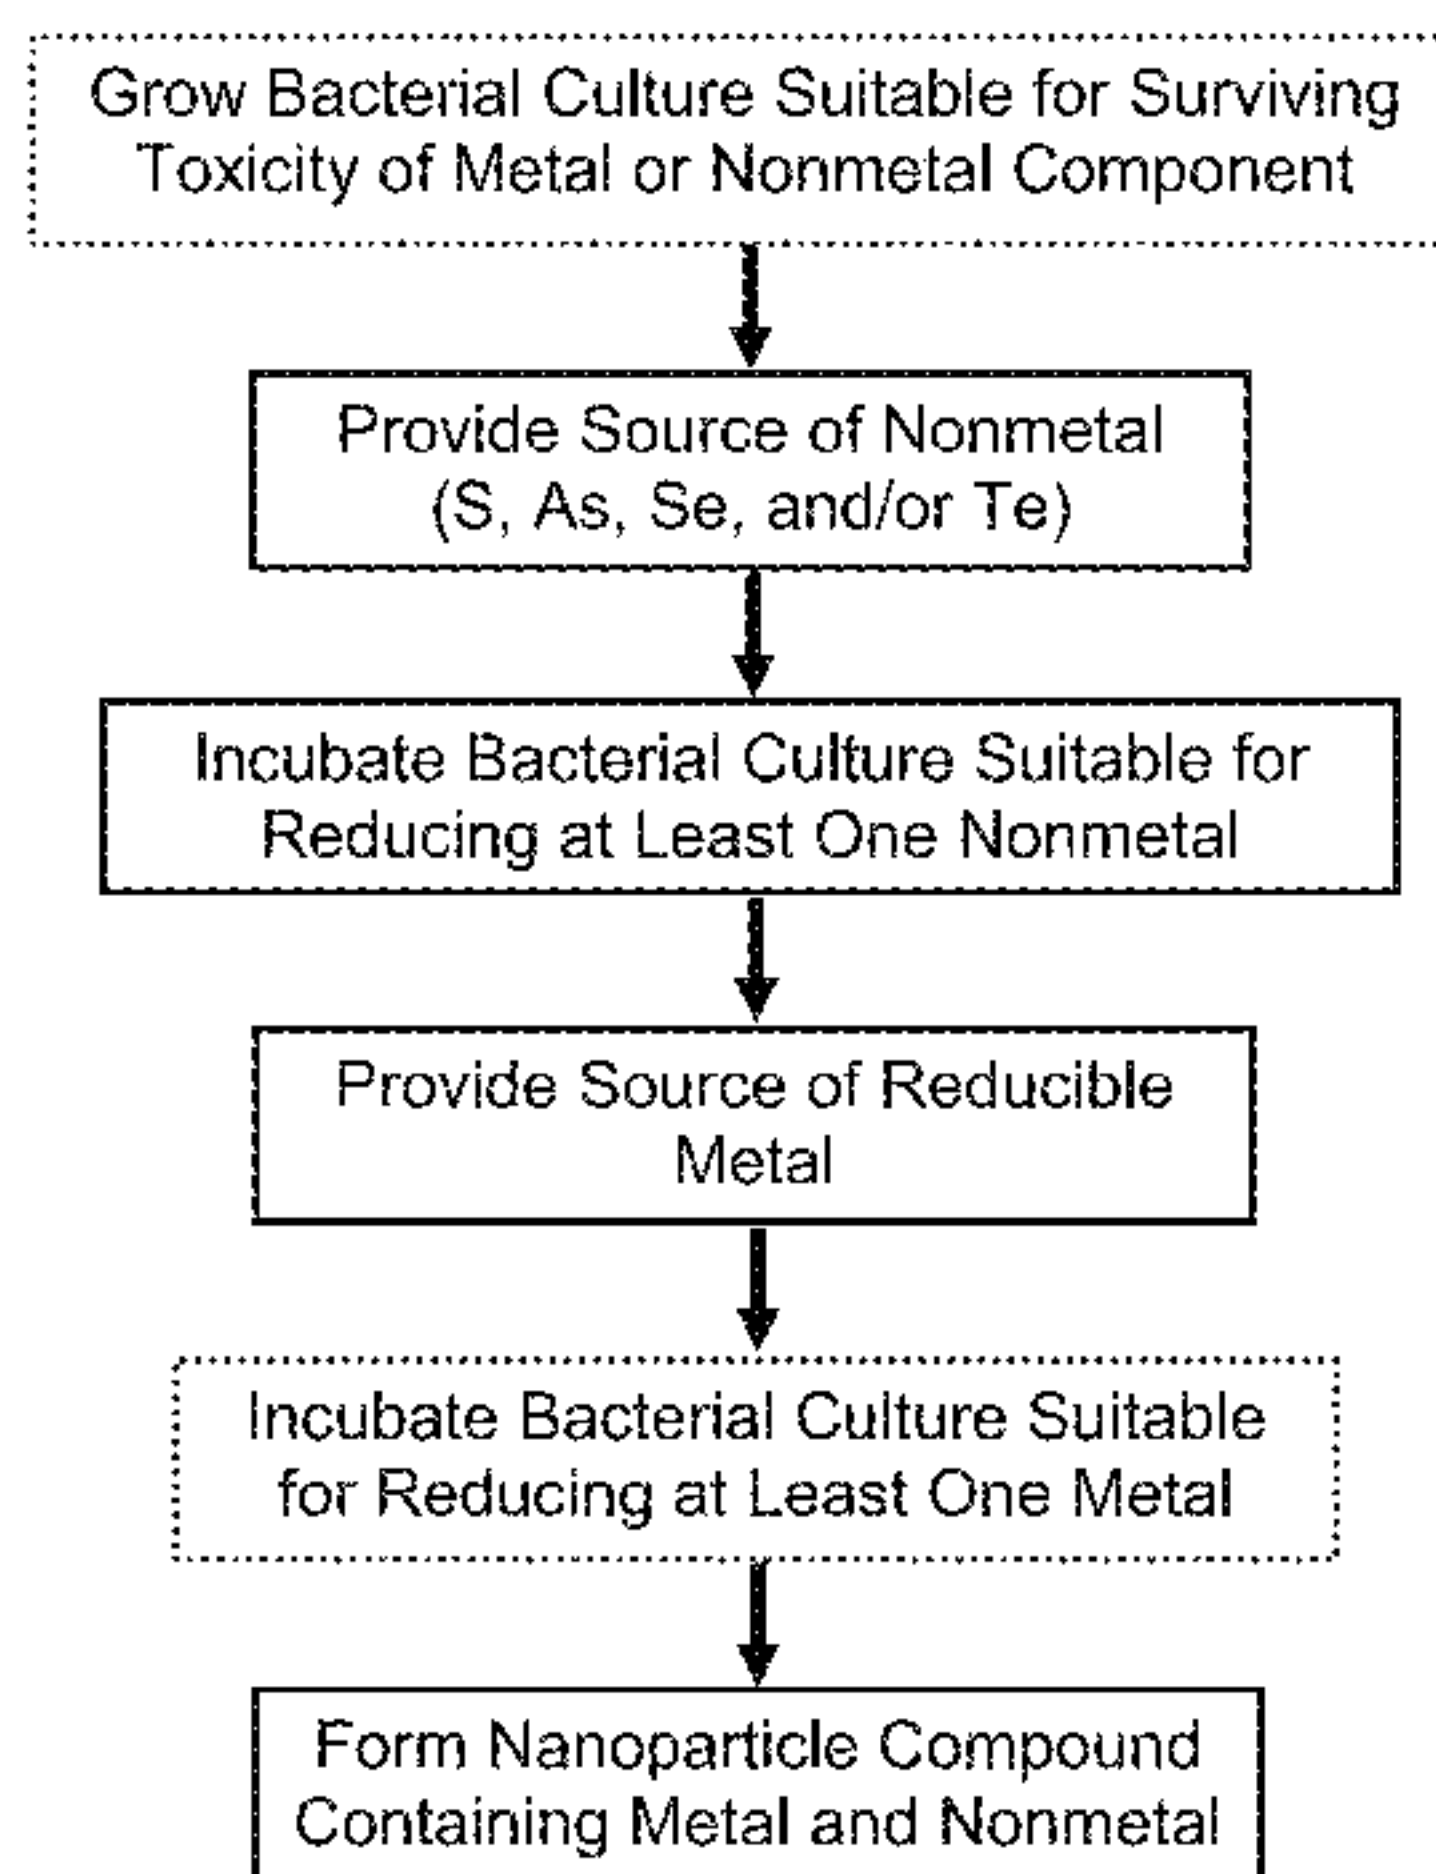 Grow Bacterial Culture Suitable for Surviving
Toxicity of Metal or Nonmetal Component
Provide Source of Nonmetal
(S, As, Se, and/or Te)
Incubate Bacterial Culture Suitable for
Reducing at Least One Nonmetal
Provide Source of Reducible
Metal
Incubate Bacterial Culture Suitable
for Reducing at Least One Metal
Form Nanoparticle Compound
Containing Metal and Nonmetal